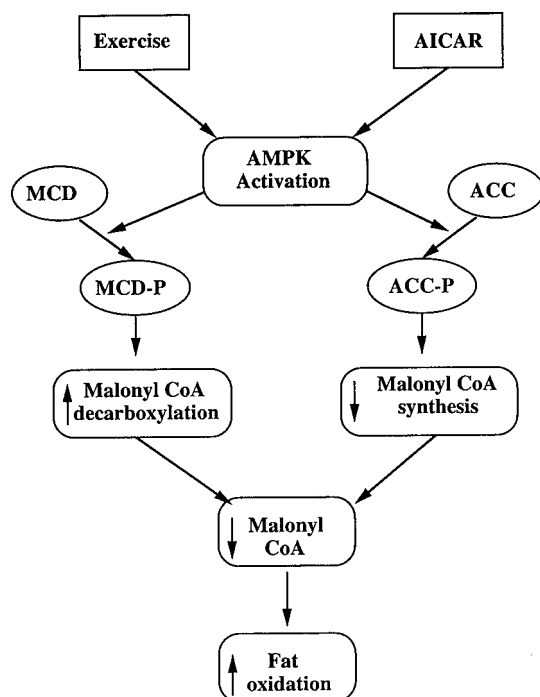 Exercise
AICAR
AMPK
Activation
MCD
ACC
MCD-P
ACC-P
Malonyl CoA
decarboxylation
Malonyl CoA
synthesis
Malonyl
CoA
Fat
oxidation